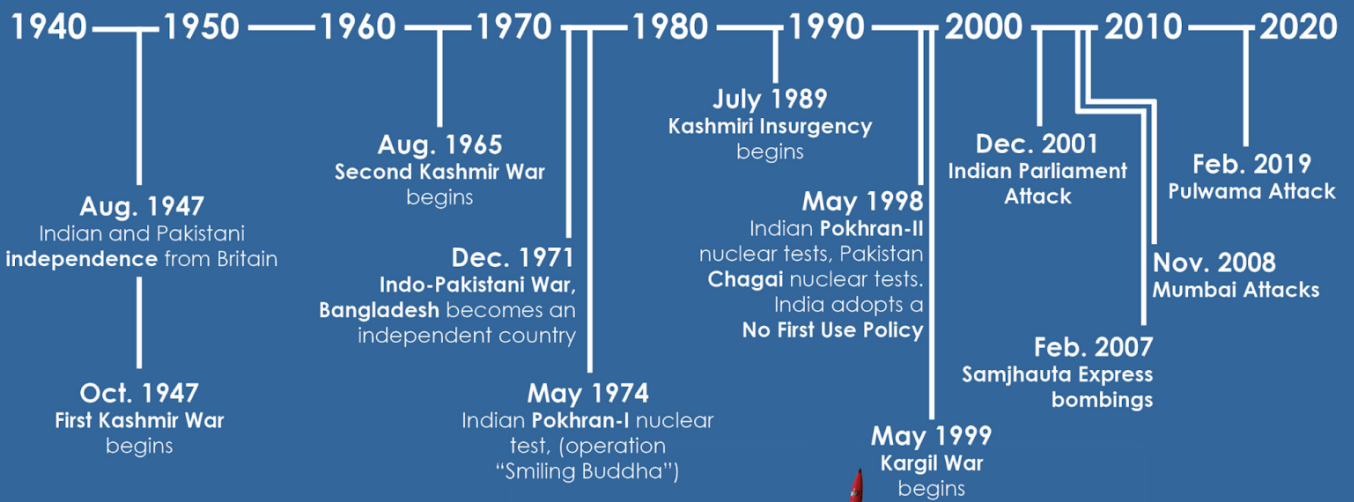 1940 1950 1960 1970 1980 1990 2000 2010 2020
Aug. 1947
Indian and Pakistani
independence from Britain
Oct. 1947
First Kashmir War
begins
Aug. 1965
Second Kashmir War
begins
Dec. 1971
Indo-Pakistani War,
Bangladesh becomes an
independent country
May 1974
Indian Pokhran-I nuclear
test, (operation
“Smiling Buddha”)
July 1989
Kashmiri Insurgency
begins
May 1998
Indian Pokhran-II
nuclear tests, Pakistan
Chagai nuclear tests.
India adopts a
No First Use Policy
May 1999
Kargil War
begins
Dec. 2001
Indian Parliament
Attack
Feb. 2007
Samjhauta Express
bombings
Nov. 2008
Mumbai Attacks
Feb. 2019
Pulwama Attack